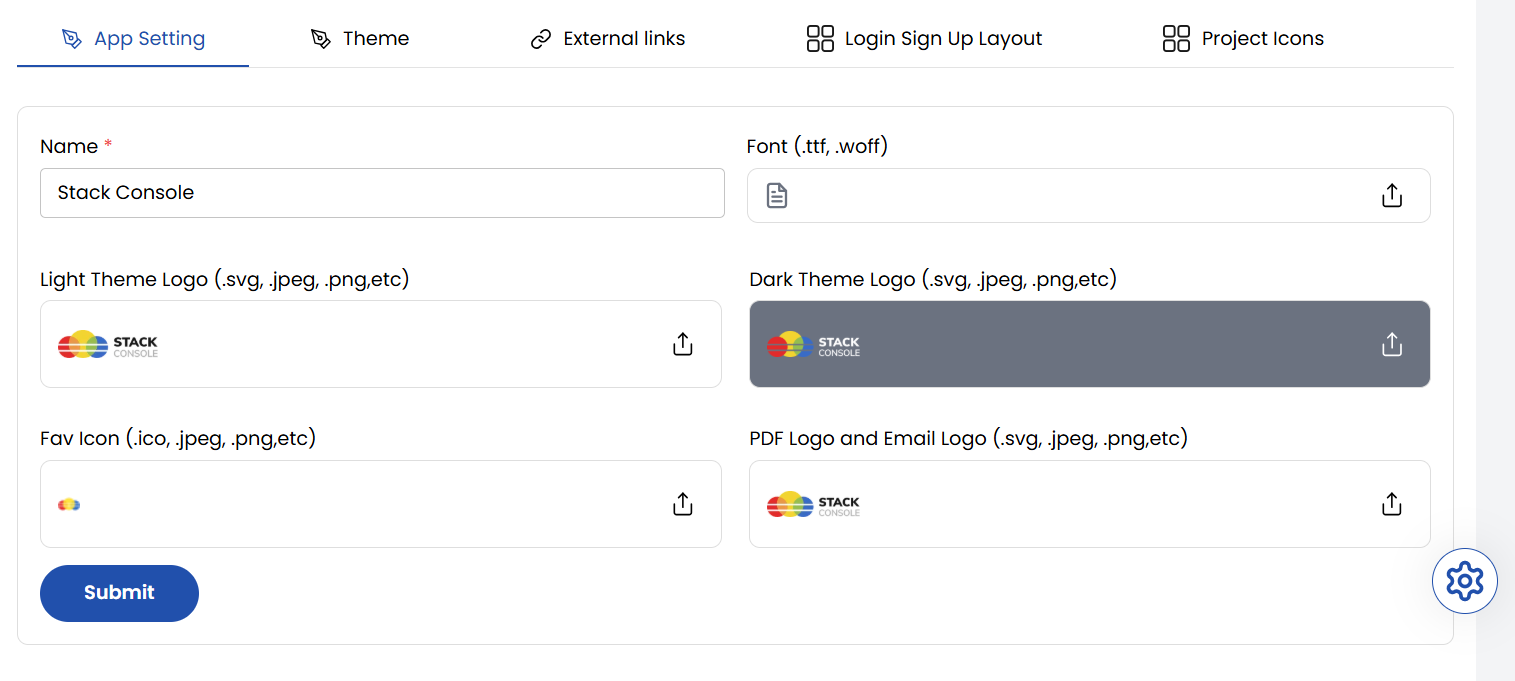 App Setting
Theme
External links
Login Sign Up Layout
Project Icons
Name *
Font (.ttf, .woff)
Stack Console
Light Theme Logo (.svg, .jpeg, .png,etc)
Dark Theme Logo (.svg, .jpeg, .png,etc)
STACK
CONSOLE
STACK
CONSOLE
Fav Icon (.ico, .jpeg, .png,etc)
PDF Logo and Email Logo (.svg, .jpeg, .png,etc)
STACK
CONSOLE
Submit